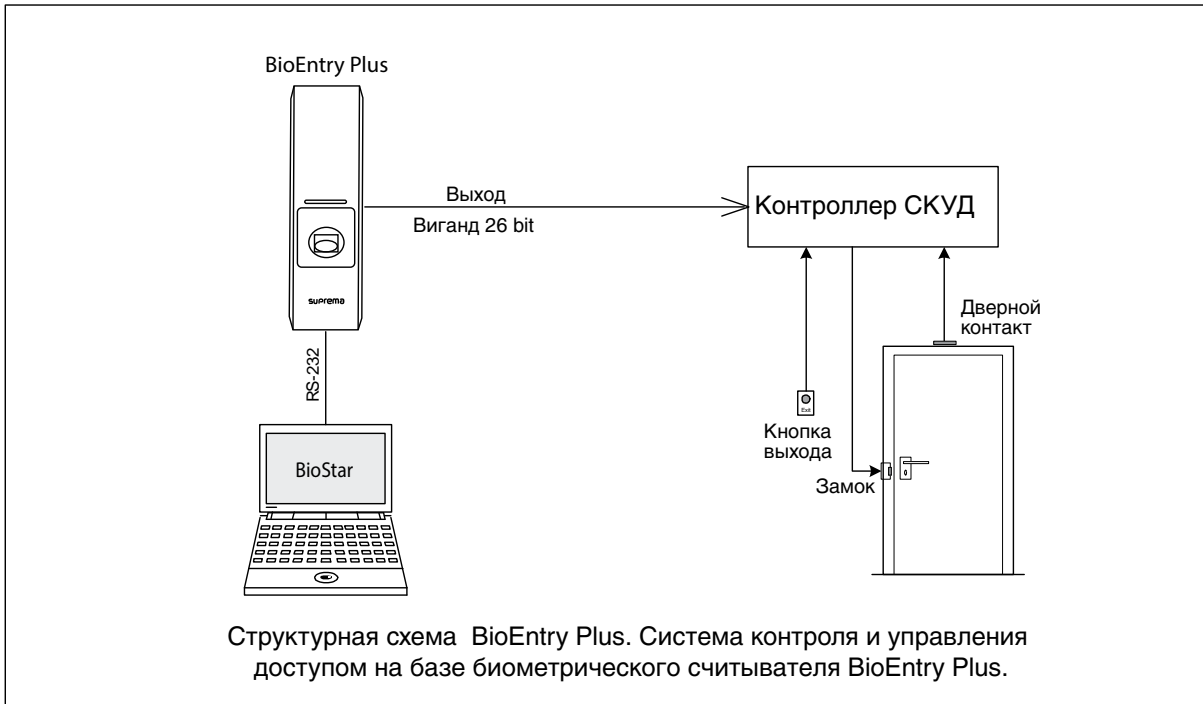 BioEntry Plus
Выход
Виганд 26 bit
Контроллер СКУД
suprema
RS-232
Дверной
контакт
Exit
Кнопка
выхода
Замок
BioStar
Структурная схема BioEntry Plus. Система контроля и управления
доступом на базе биометрического считывателя BioEntry Plus.